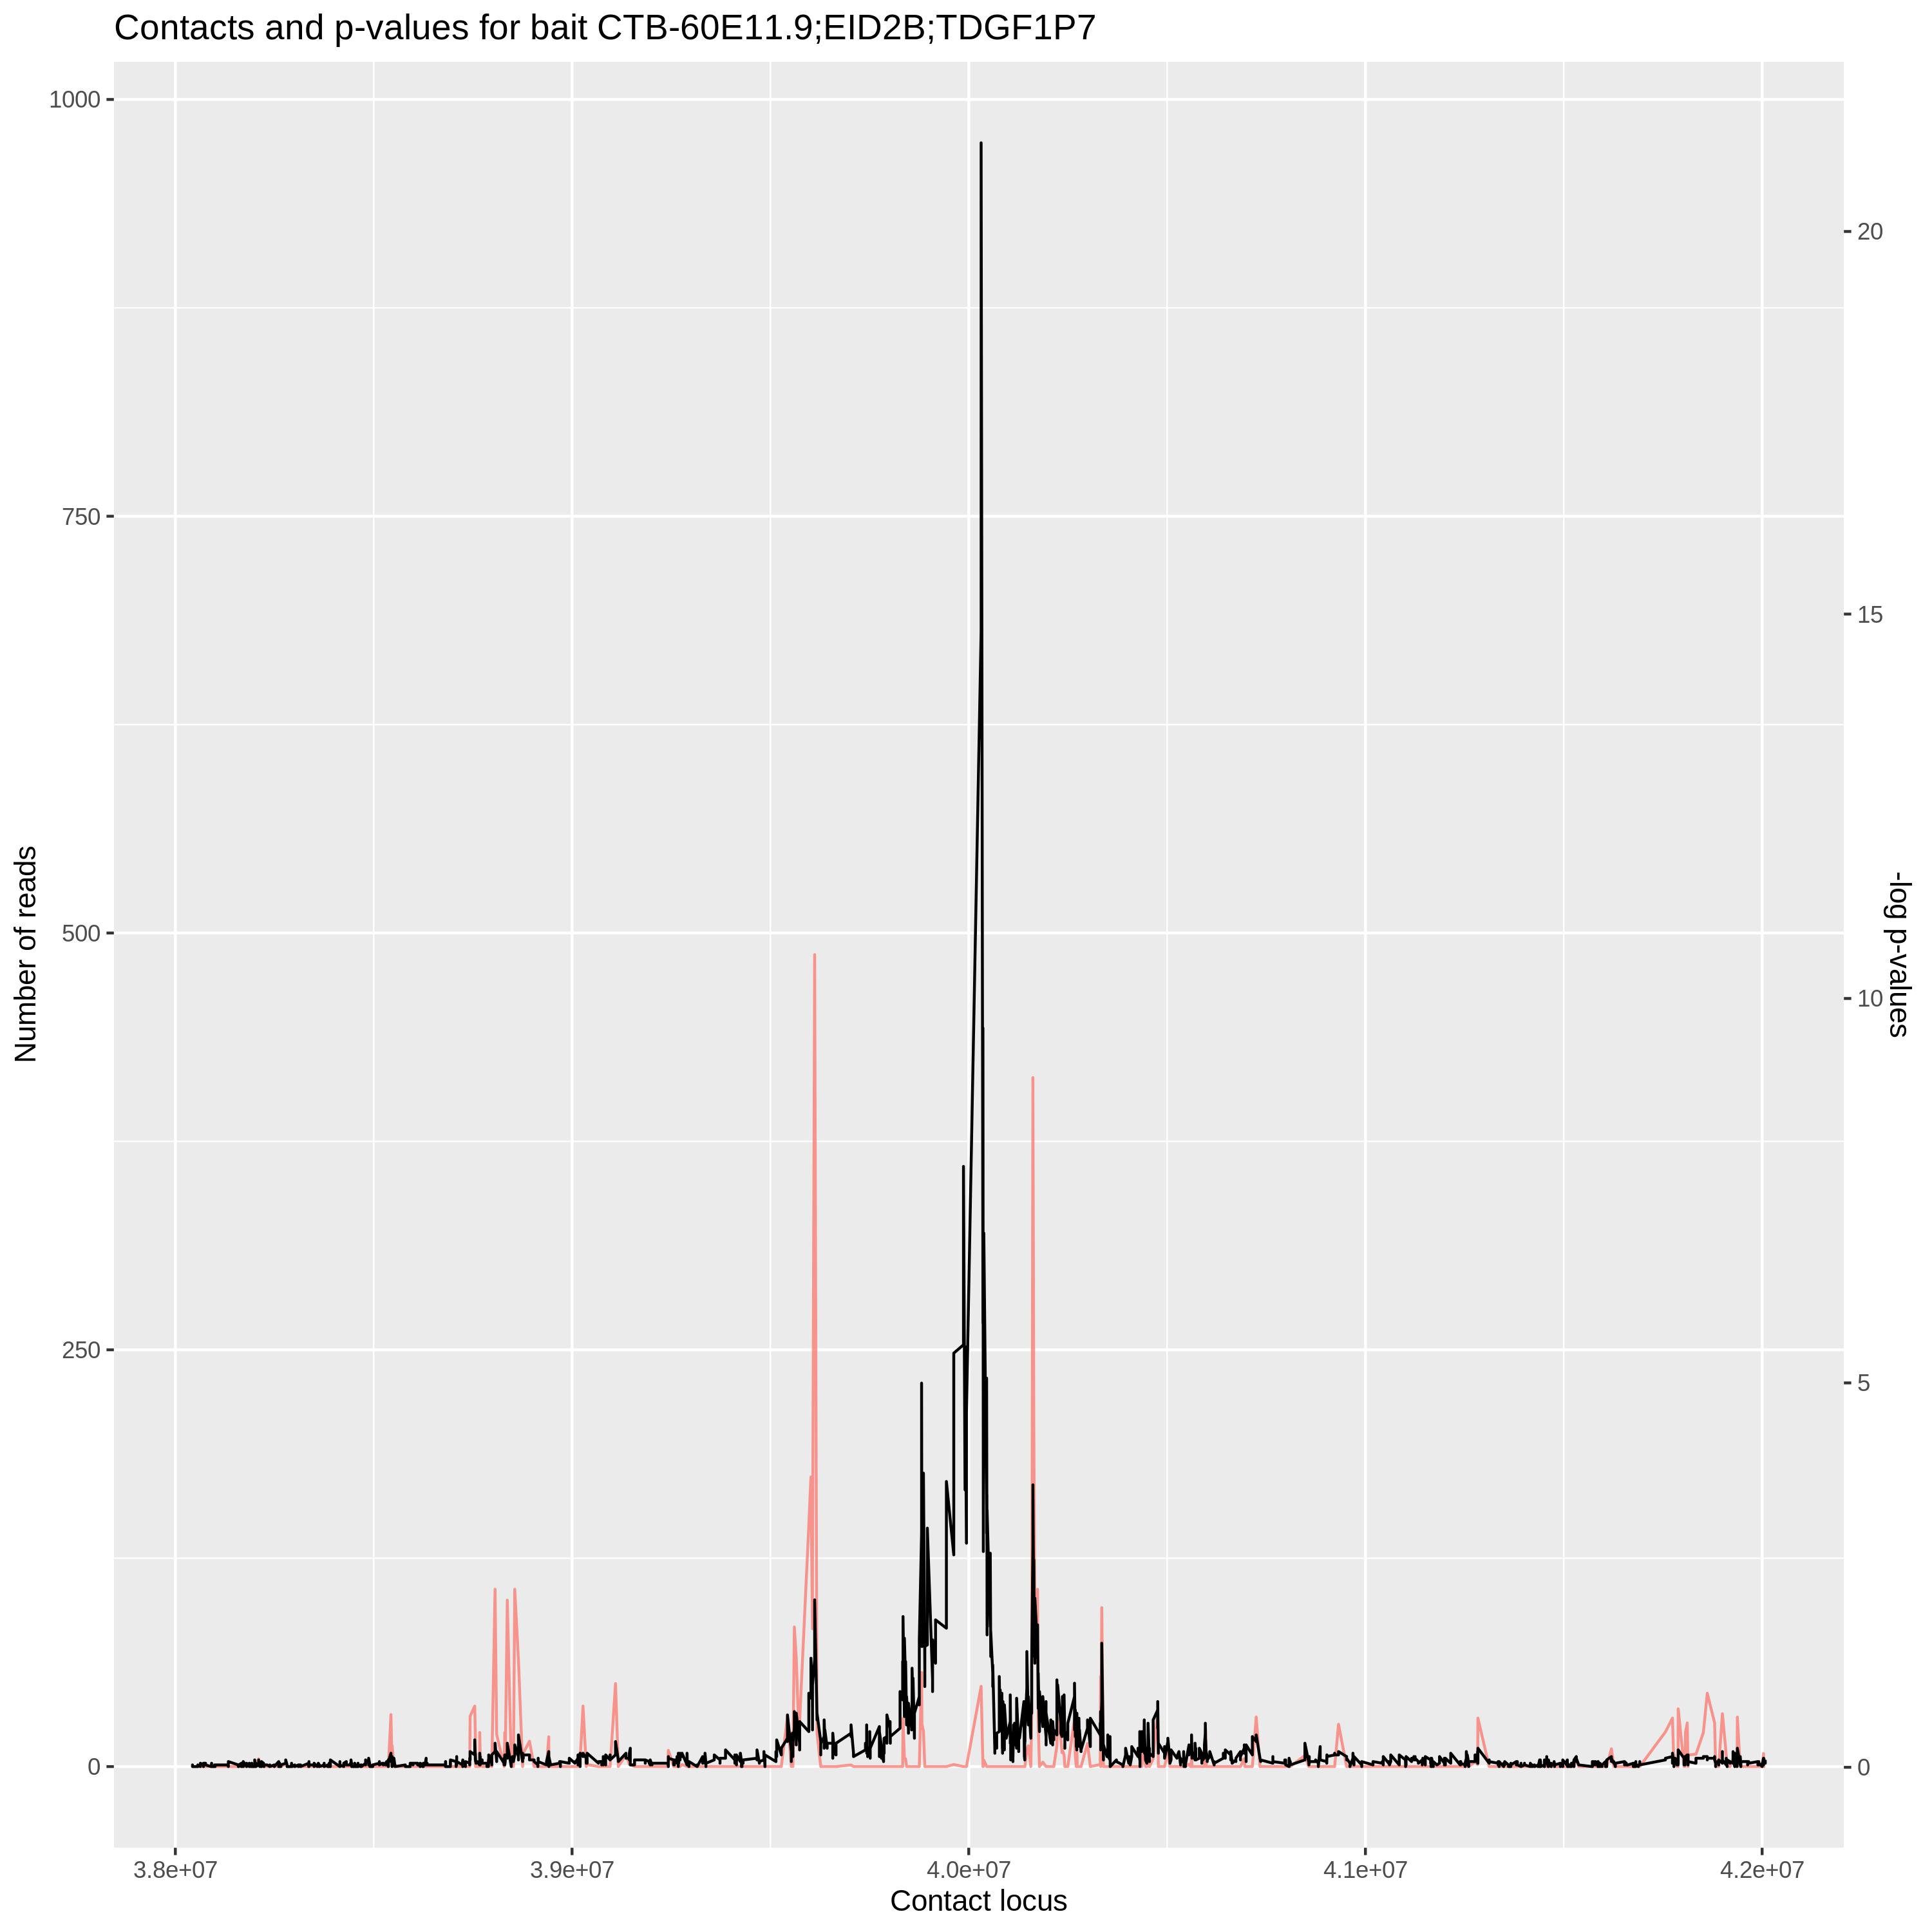 Contacts and p-values for bait CTB-60E11.9;EID2B;TDGF1P7
1000
750
500
250
0
Number of reads
20
15
10
5
0
-log p-values
3.8e+07
3.9e+07
4.0e+07
4.1e+07
4.2e+07
Contact locus